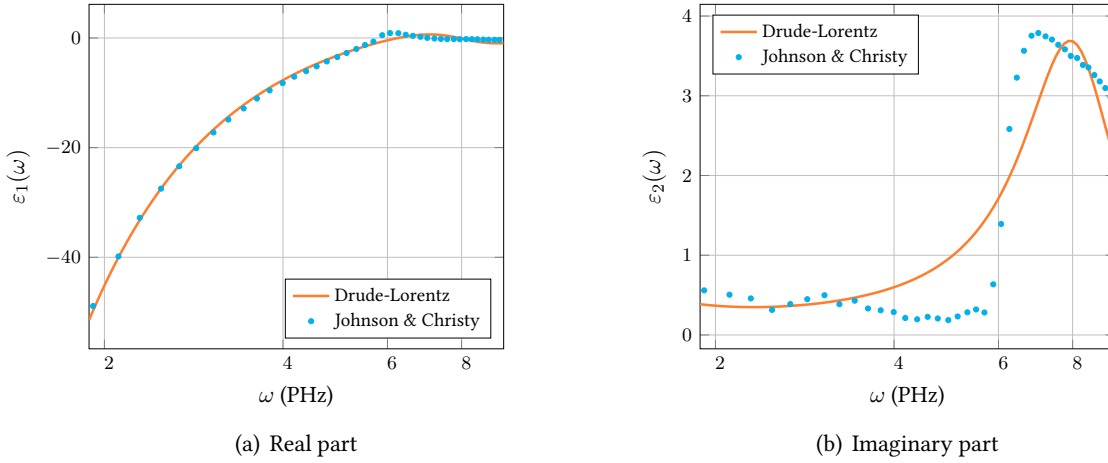 0
−20
−40
2
4
6
8
ε₁(ω)
ω (PHz)
Drude-Lorentz
Johnson & Christy
(a) Real part
4
3
2
1
0
2
4
6
8
ε₂(ω)
ω (PHz)
Drude-Lorentz
Johnson & Christy
(b) Imaginary part